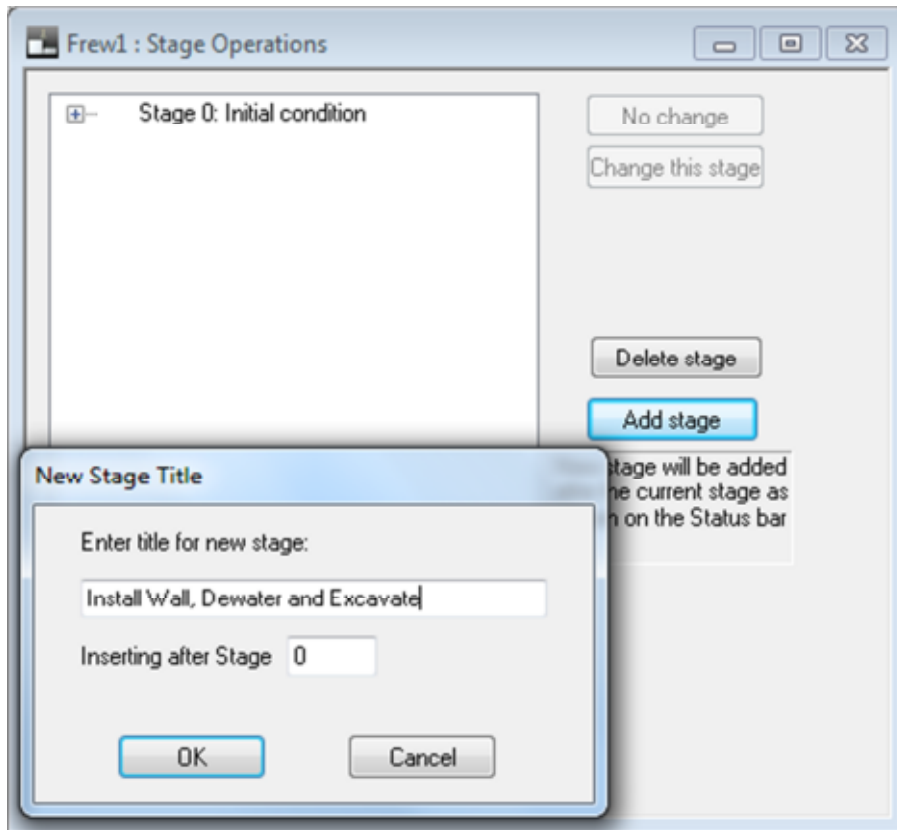 Frew1 : Stage Operations
Stage 0: Initial condition
No change
Change this stage
Delete stage
Add stage
stage will be added
the current stage as
on the Status bar
New Stage Title
Enter title for new stage:
Install Wall, Dewater and Excavate
Inserting after Stage 0
OK
Cancel